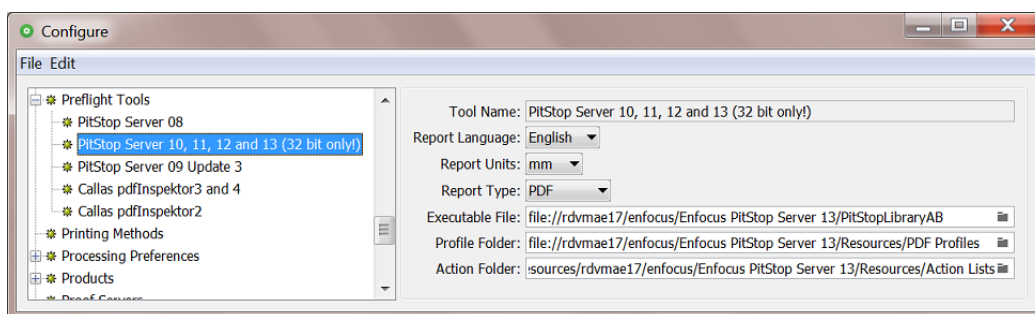 Configure
File Edit
Preflight Tools
PitStop Server 08
PitStop Server 10, 11, 12 and 13 (32 bit only!)
PitStop Server 09 Update 3
Callas pdfInspektor3 and 4
Callas pdfInspektor2
Printing Methods
Processing Preferences
Products
Proof Servers
Tool Name: PitStop Server 10, 11, 12 and 13 (32 bit only!)
Report Language: English
Report Units: mm
Report Type: PDF
Executable File: file://rdvmae17/enfocus/Enfocus PitStop Server 13/PitStopLibraryAB
Profile Folder: file://rdvmae17/enfocus/Enfocus PitStop Server 13/Resources/PDF Profiles
Action Folder: :sources/rdvmae17/enfocus/Enfocus PitStop Server 13/Resources/Action Lists